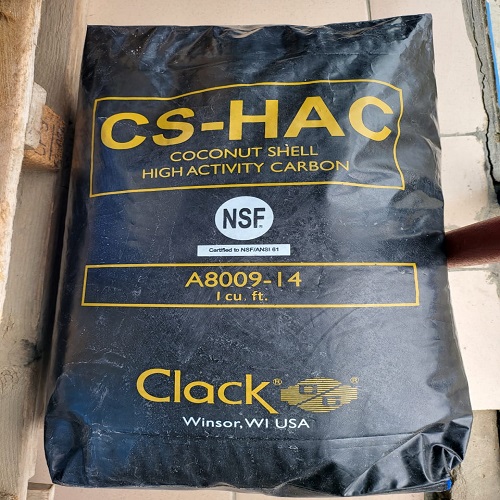 CS-HAC
COCONUT SHELL
HIGH ACTIVITY CARBON
NSF®
Certified to NSF/ANSI 61
A8009-14
1 cu. ft.
Clack® ®
Winsor, WI USA